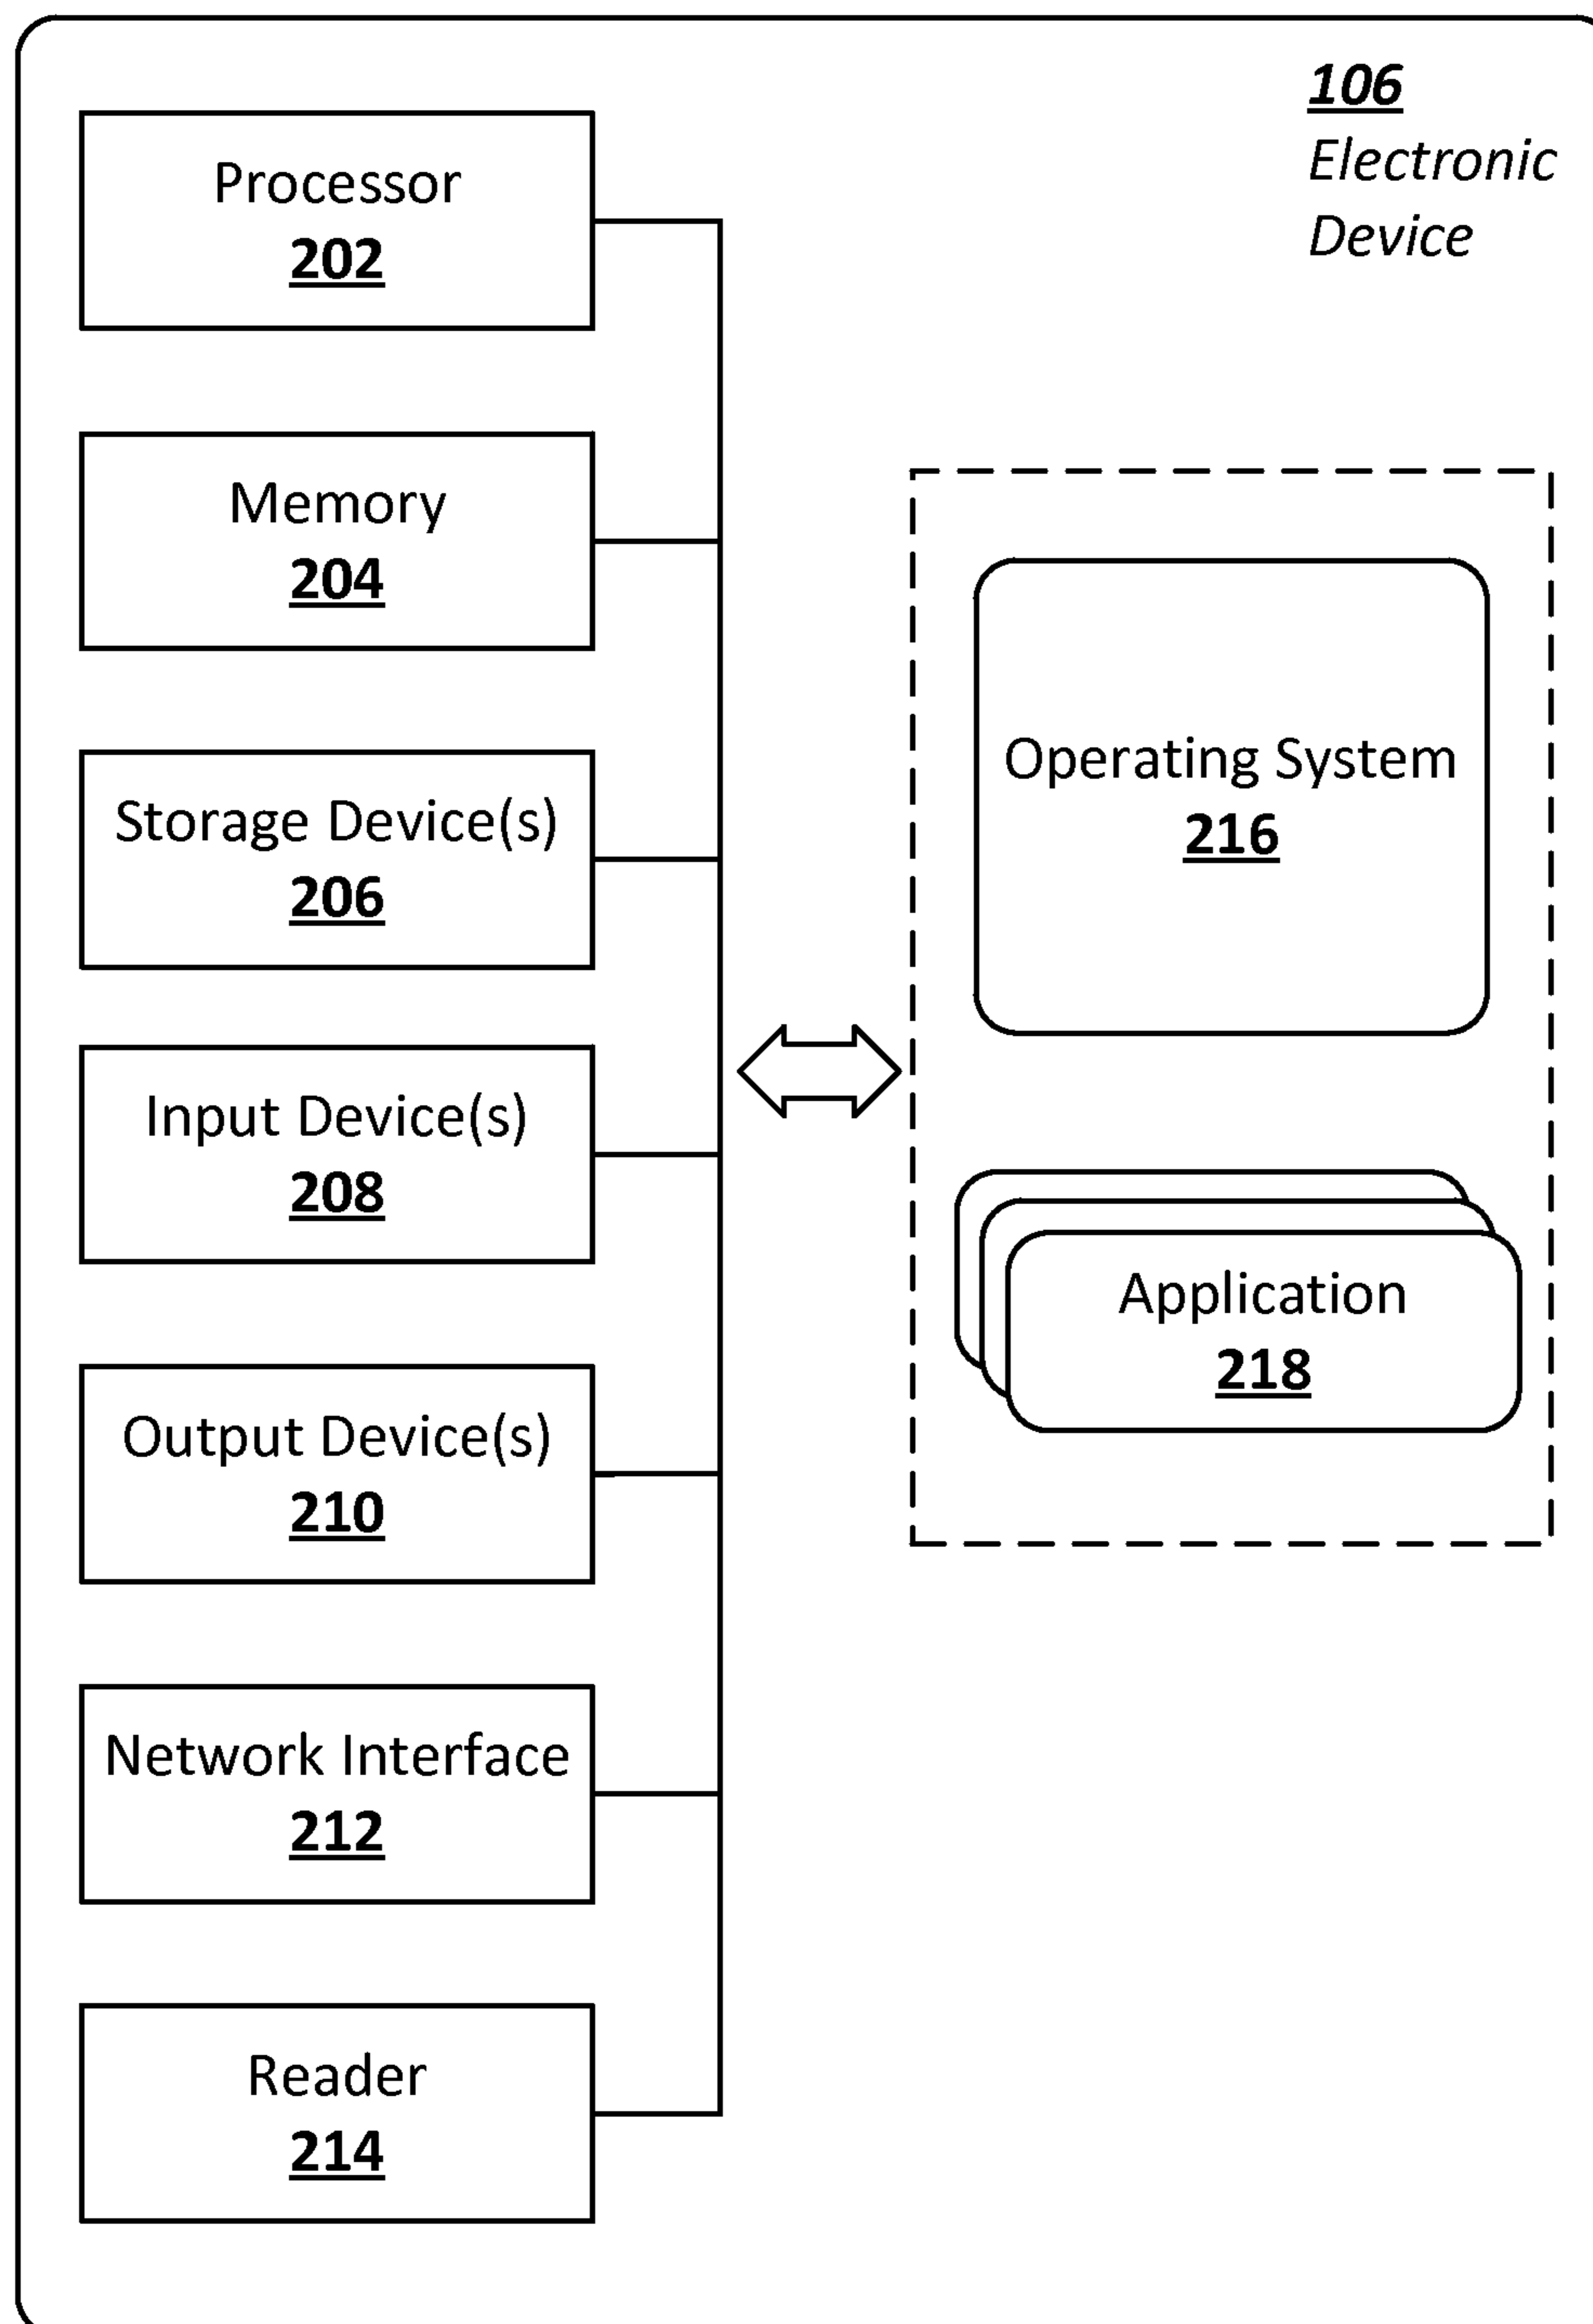 106
Electronic
Device
Processor
202
Memory
204
Storage Device(s)
206
Input Device(s)
208
Output Device(s)
210
Network Interface
212
Reader
214
Operating System
216
Application
218